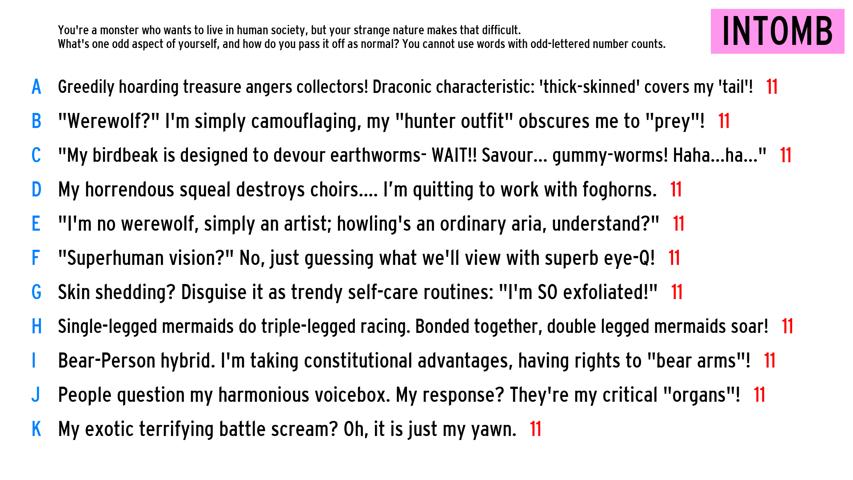 You're a monster who wants to live in human society, but your strange nature makes that difficult.
What's one odd aspect of yourself, and how do you pass it off as normal? You cannot use words with odd-lettered number counts.
INTOMB
A Greedily hoarding treasure angers collectors! Draconic characteristic: 'thick-skinned' covers my 'tail'! 11
B "Werewolf?" I'm simply camouflaging, my "hunter outfit" obscures me to "prey"! 11
C "My birdbeak is designed to devour earthworms- WAIT!! Savour... gummy-worms! Haha...ha..." 11
D My horrendous squeal destroys choirs.... I'm quitting to work with foghorns. 11
E "I'm no werewolf, simply an artist; howling's an ordinary aria, understand?" 11
F "Superhuman vision?" No, just guessing what we'll view with superb eye-Q! 11
G Skin shedding? Disguise it as trendy self-care routines: "I'm SO exfoliated!" 11
H Single-legged mermaids do triple-legged racing. Bonded together, double legged mermaids soar! 11
I Bear-Person hybrid. I'm taking constitutional advantages, having rights to "bear arms"! 11
J People question my harmonious voicebox. My response? They're my critical "organs"! 11
K My exotic terrifying battle scream? Oh, it is just my yawn. 11